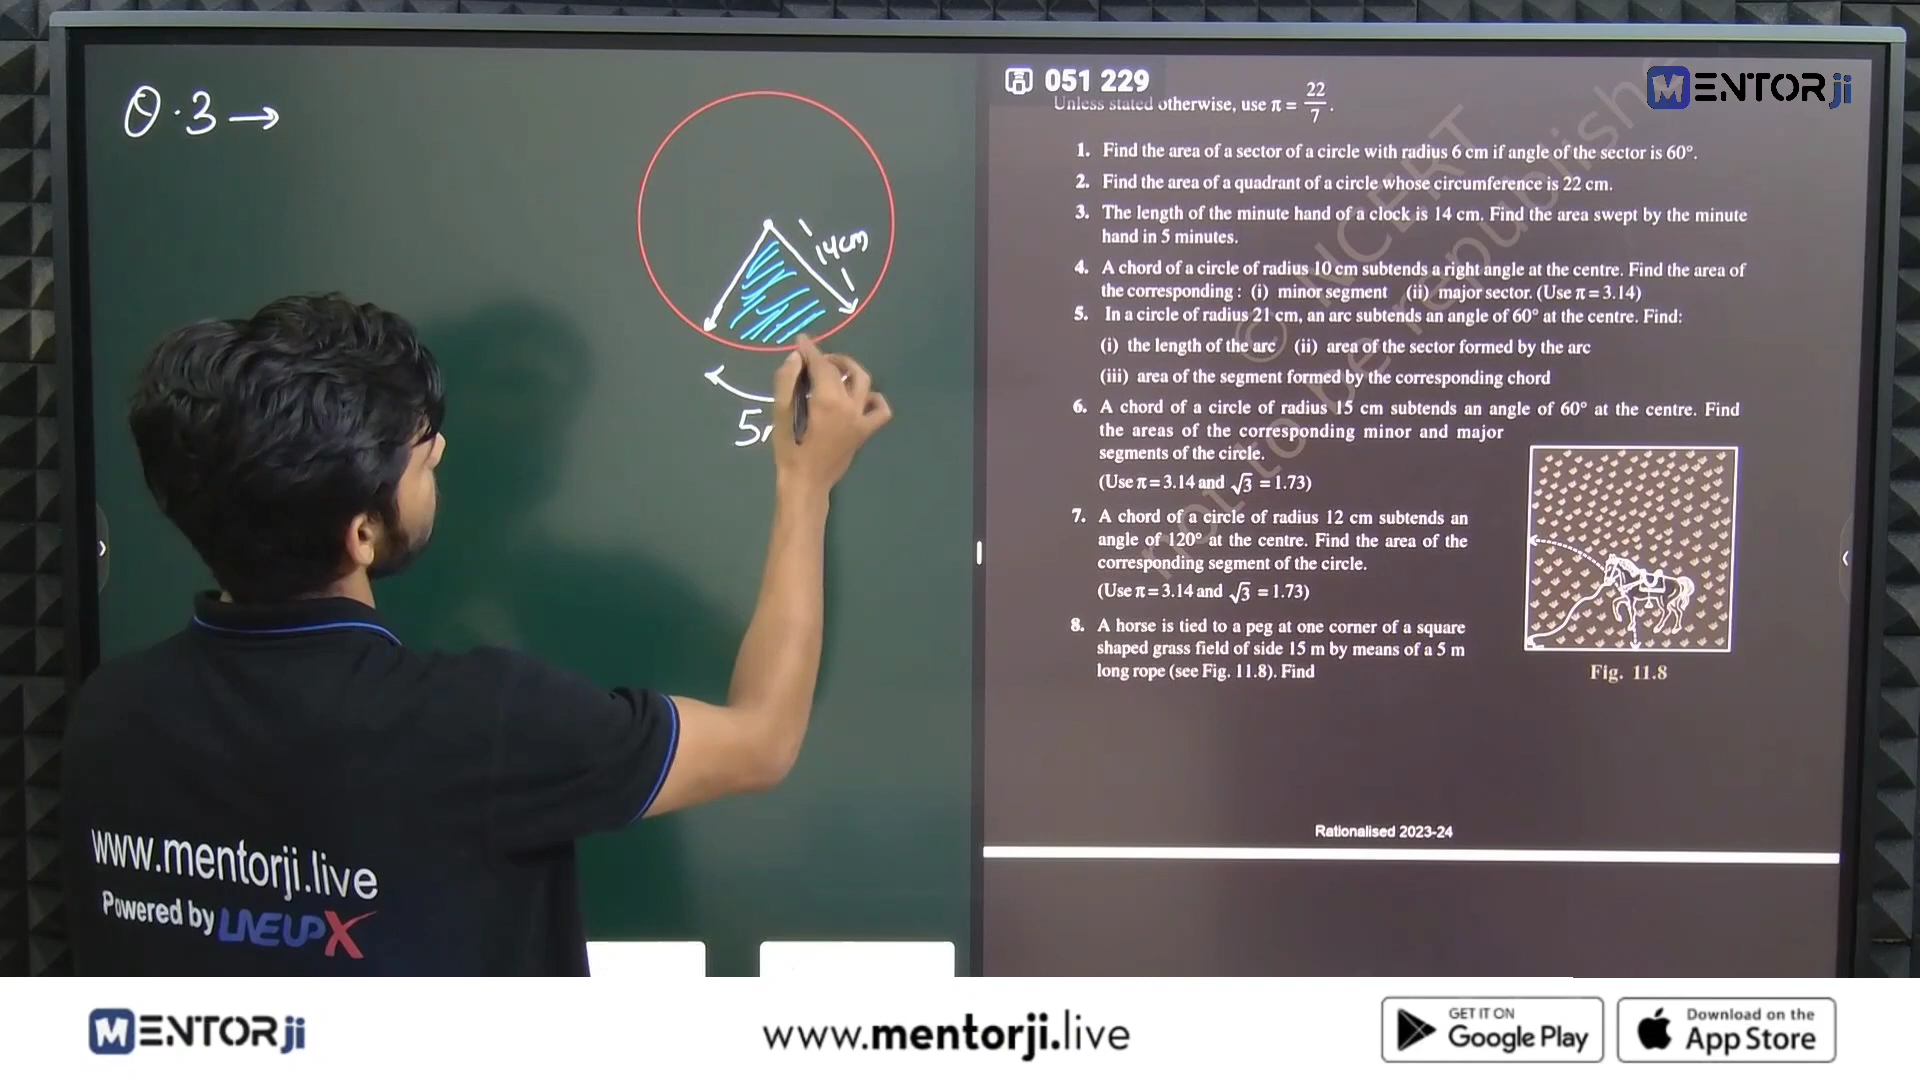 Q.3→
14cm
051 229
MENTORji
Unless stated otherwise, use π = 22/7.
1. Find the area of a sector of a circle with radius 6 cm if angle of the sector is 60°.
2. Find the area of a quadrant of a circle whose circumference is 22 cm.
3. The length of the minute hand of a clock is 14 cm. Find the area swept by the minute
hand in 5 minutes.
4. A chord of a circle of radius 10 cm subtends a right angle at the centre. Find the area of
the corresponding : (i) minor segment (ii) major sector. (Use π = 3.14)
5. In a circle of radius 21 cm, an arc subtends an angle of 60° at the centre. Find:
(i) the length of the arc (ii) area of the sector formed by the arc
(iii) area of the segment formed by the corresponding chord
6. A chord of a circle of radius 15 cm subtends an angle of 60° at the centre. Find
the areas of the corresponding minor and major
segments of the circle.
(Use π = 3.14 and √3 = 1.73)
7. A chord of a circle of radius 12 cm subtends an
angle of 120° at the centre. Find the area of the
corresponding segment of the circle.
(Use π = 3.14 and √3 = 1.73)
8. A horse is tied to a peg at one corner of a square
shaped grass field of side 15 m by means of a 5 m
long rope (see Fig. 11.8). Find
Fig. 11.8
Rationalised 2023-24
© NCERT
not to be republished
www.mentorji.live
Powered by LIVEUPX
MENTORji
www.mentorji.live
GET IT ON
Google Play
Download on the
App Store